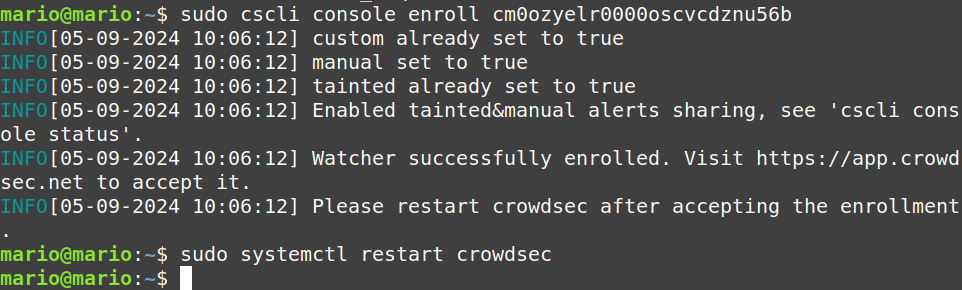 mario@mario:~$ sudo cscli console enroll cm0ozyelr0000oscvcdznu56b
INFO[05-09-2024 10:06:12] custom already set to true
INFO[05-09-2024 10:06:12] manual set to true
INFO[05-09-2024 10:06:12] tainted already set to true
INFO[05-09-2024 10:06:12] Enabled tainted&manual alerts sharing, see 'cscli cons
ole status'.
INFO[05-09-2024 10:06:12] Watcher successfully enrolled. Visit https://app.crowd
sec.net to accept it.
INFO[05-09-2024 10:06:12] Please restart crowdsec after accepting the enrollment
.
mario@mario:~$ sudo systemctl restart crowdsec
mario@mario:~$